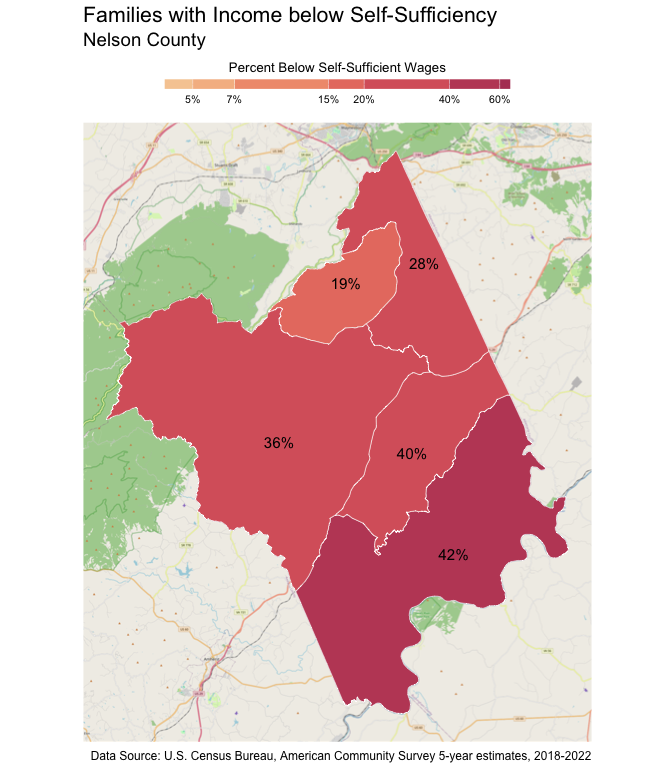 Families with Income below Self-Sufficiency
Nelson County
Percent Below Self-Sufficient Wages
5% 7% 15% 20% 40% 60%
28%
19%
36%
40%
42%
Data Source: U.S. Census Bureau, American Community Survey 5-year estimates, 2018-2022